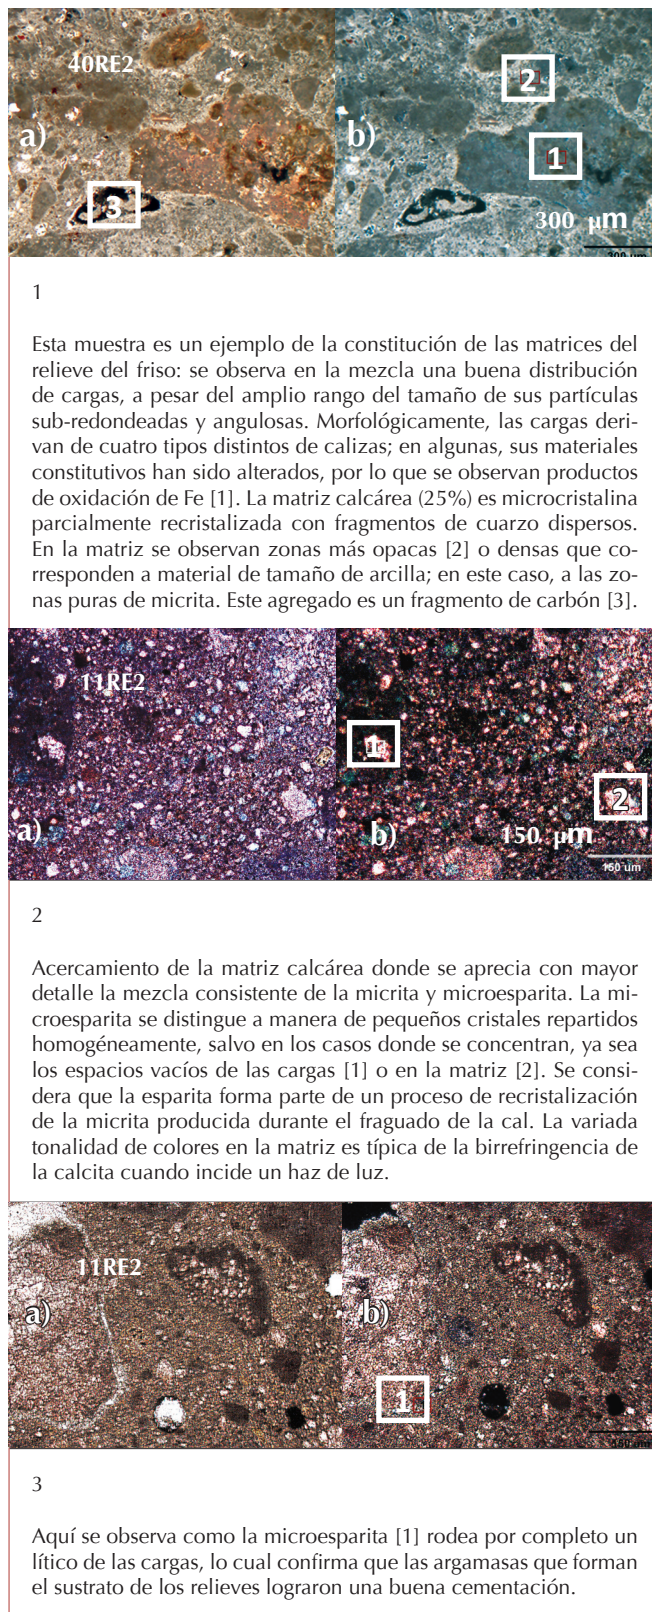 40RE2
a)
3
b)
2
1
300 μm
1
Esta muestra es un ejemplo de la constitución de las matrices del
relieve del friso: se observa en la mezcla una buena distribución
de cargas, a pesar del amplio rango del tamaño de sus partículas
sub-redondeadas y angulosas. Morfológicamente, las cargas deri-
van de cuatro tipos distintos de calizas; en algunas, sus materiales
constitutivos han sido alterados, por lo que se observan productos
de oxidación de Fe [1]. La matriz calcárea (25%) es microcristalina
parcialmente recristalizada con fragmentos de cuarzo dispersos.
En la matriz se observan zonas más opacas [2] o densas que co-
rresponden a material de tamaño de arcilla; en este caso, a las zo-
nas puras de micrita. Este agregado es un fragmento de carbón [3].
11RE2
a)
1
2
b)
150 μm
150 um
2
Acercamiento de la matriz calcárea donde se aprecia con mayor
detalle la mezcla consistente de la micrita y microesparita. La mi-
croesparita se distingue a manera de pequeños cristales repartidos
homogéneamente, salvo en los casos donde se concentran, ya sea
los espacios vacíos de las cargas [1] o en la matriz [2]. Se consi-
dera que la esparita forma parte de un proceso de recristalización
de la micrita producida durante el fraguado de la cal. La variada
tonalidad de colores en la matriz es típica de la birrefringencia de
la calcita cuando incide un haz de luz.
11RE2
a)
b)
1
3
Aquí se observa como la microesparita [1] rodea por completo un
lítico de las cargas, lo cual confirma que las argamasas que forman
el sustrato de los relieves lograron una buena cementación.